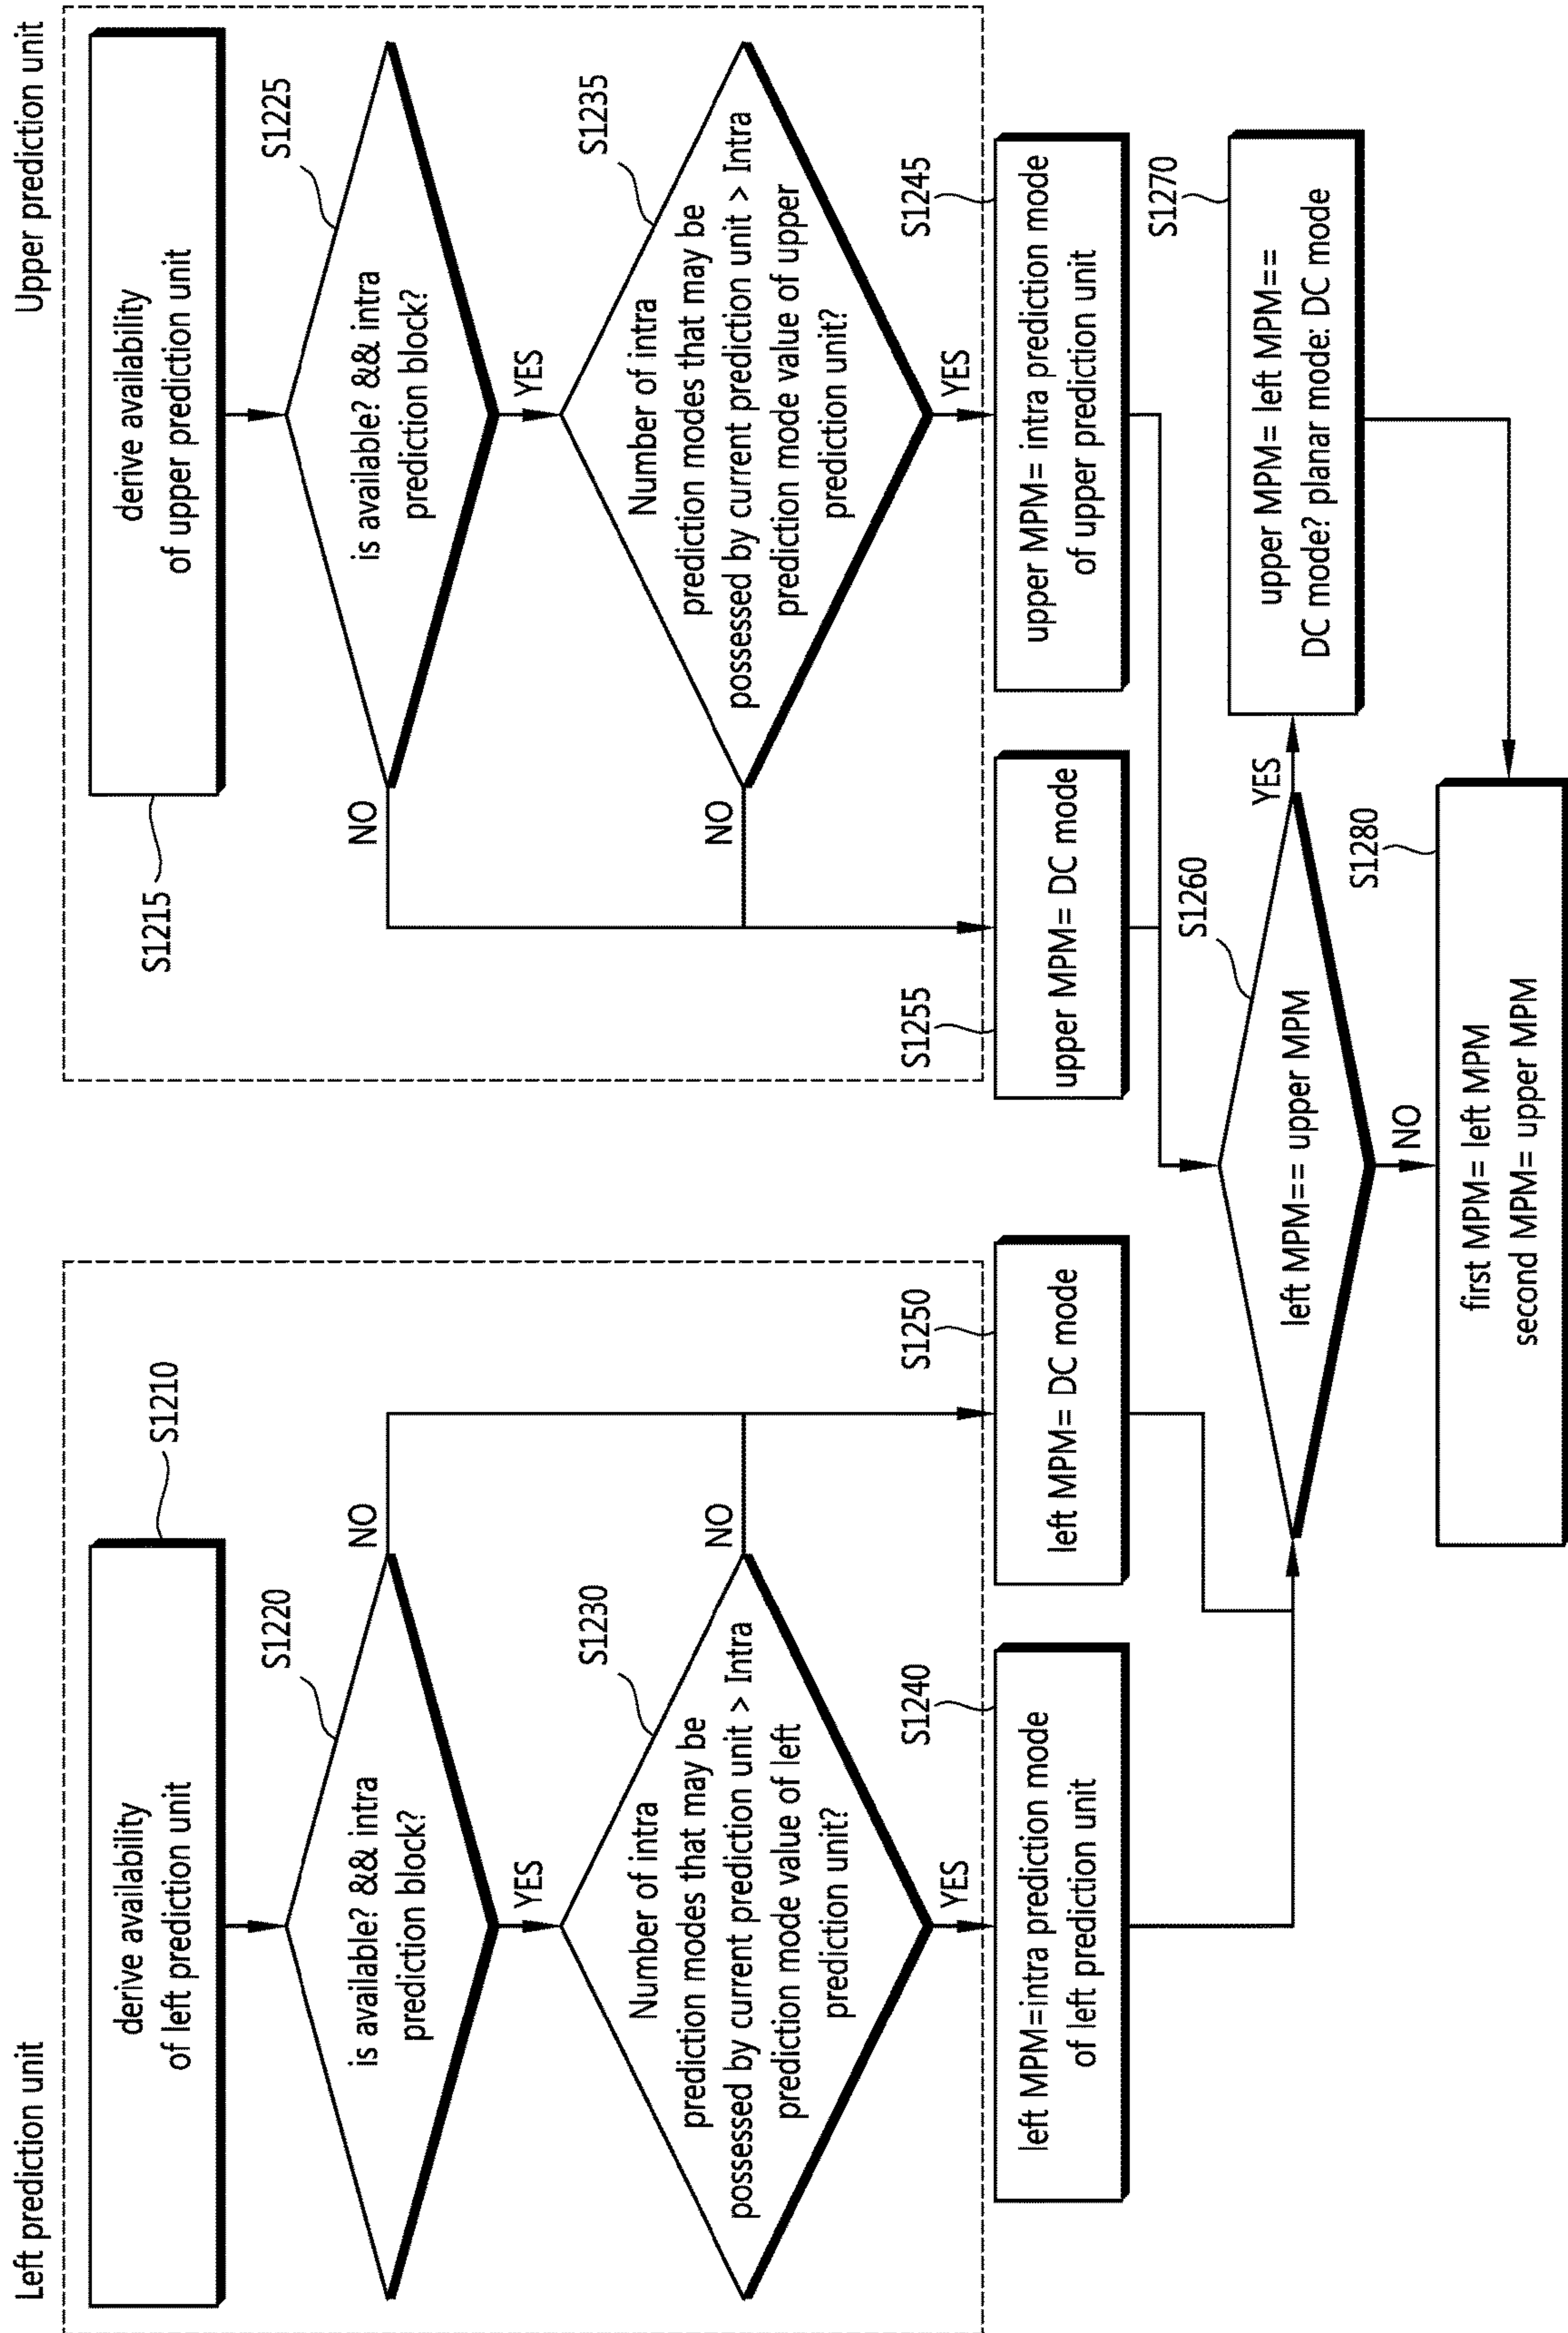 Left prediction unit
derive availability
of left prediction unit
S1210
is available? && intra
prediction block?
S1220
NO
YES
Number of intra
prediction modes that may be
possessed by current prediction unit > Intra
prediction mode value of left
prediction unit?
S1230
NO
YES
left MPM=intra prediction mode
of left prediction unit
S1240
left MPM= DC mode
S1250
Upper prediction unit
derive availability
of upper prediction unit
S1215
is available? && intra
prediction block?
S1225
NO
YES
Number of intra
prediction modes that may be
possessed by current prediction unit > Intra
prediction mode value of upper
prediction unit?
S1235
NO
YES
upper MPM= DC mode
S1255
upper MPM= intra prediction mode
of upper prediction unit
S1245
left MPM== upper MPM
S1260
YES
NO
upper MPM= left MPM==
DC mode? planar mode: DC mode
S1270
first MPM= left MPM
second MPM= upper MPM
S1280